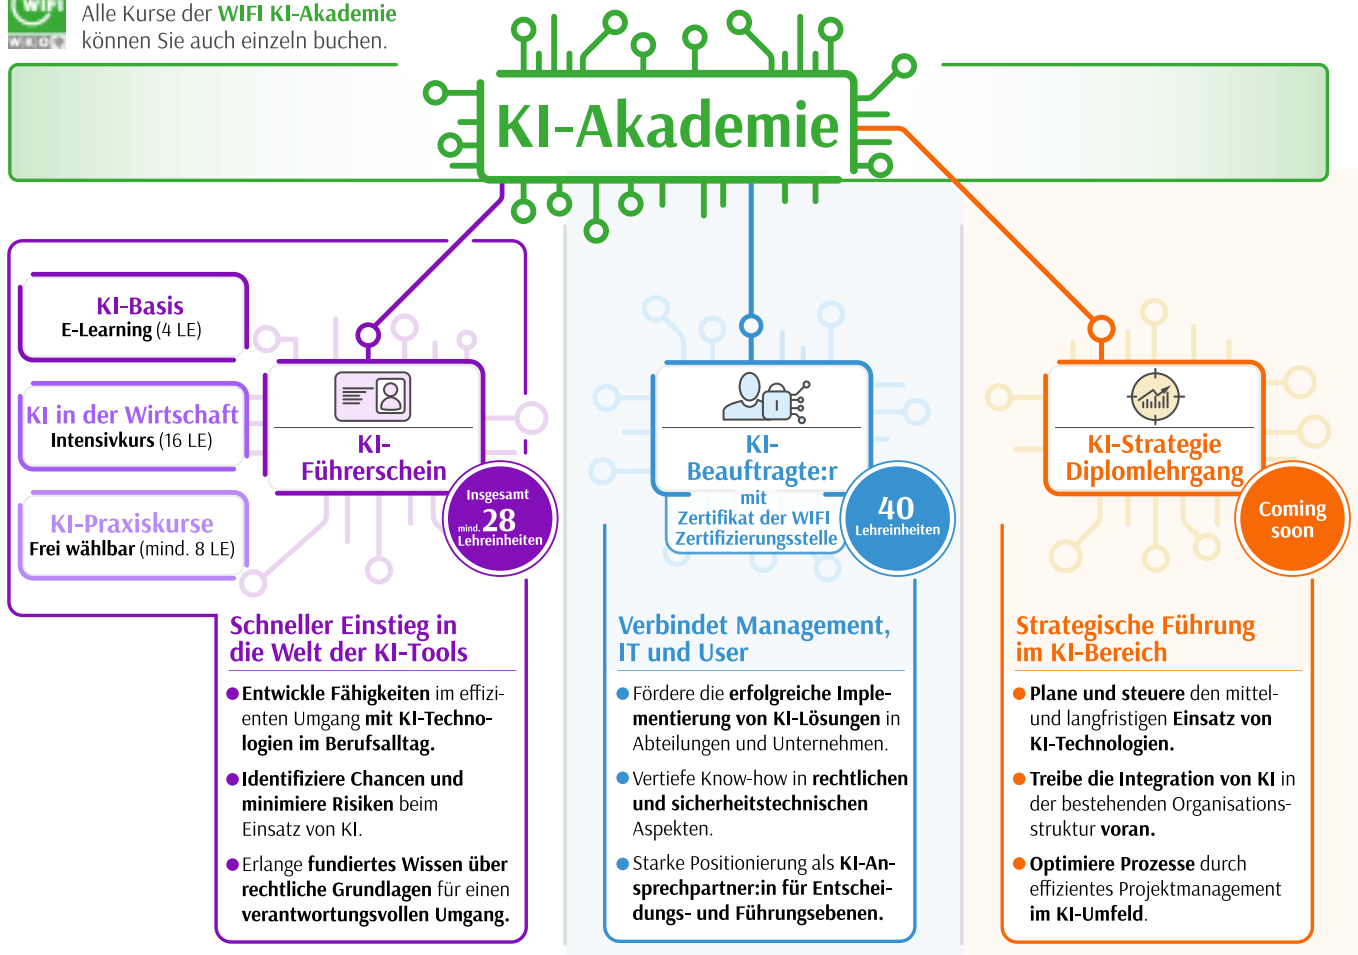 WIFI
WKO
Alle Kurse der WIFI KI-Akademie
können Sie auch einzeln buchen.
KI-Akademie
KI-Basis
E-Learning (4 LE)
KI in der Wirtschaft
Intensivkurs (16 LE)
KI-Praxiskurse
Frei wählbar (mind. 8 LE)
KI-
Führerschein
Insgesamt
mind. 28
Lehreinheiten
Schneller Einstieg in
die Welt der KI-Tools
Entwickle Fähigkeiten im effizi-
enten Umgang mit KI-Techno-
logien im Berufsalltag.
Identifiziere Chancen und
minimiere Risiken beim
Einsatz von KI.
Erlange fundiertes Wissen über
rechtliche Grundlagen für einen
verantwortungsvollen Umgang.
KI-
Beauftragte:r
mit
Zertifikat der WIFI
Zertifizierungsstelle
40
Lehreinheiten
Verbindet Management,
IT und User
Fördere die erfolgreiche Imple-
mentierung von KI-Lösungen in
Abteilungen und Unternehmen.
Vertiefe Know-how in rechtlichen
und sicherheitstechnischen
Aspekten.
Starke Positionierung als KI-An-
sprechpartner:in für Entschei-
dungs- und Führungsebenen.
KI-Strategie
Diplomlehrgang
Coming
soon
Strategische Führung
im KI-Bereich
Plane und steuere den mittel-
und langfristigen Einsatz von
KI-Technologien.
Treibe die Integration von KI in
der bestehenden Organisations-
struktur voran.
Optimiere Prozesse durch
effizientes Projektmanagement
im KI-Umfeld.